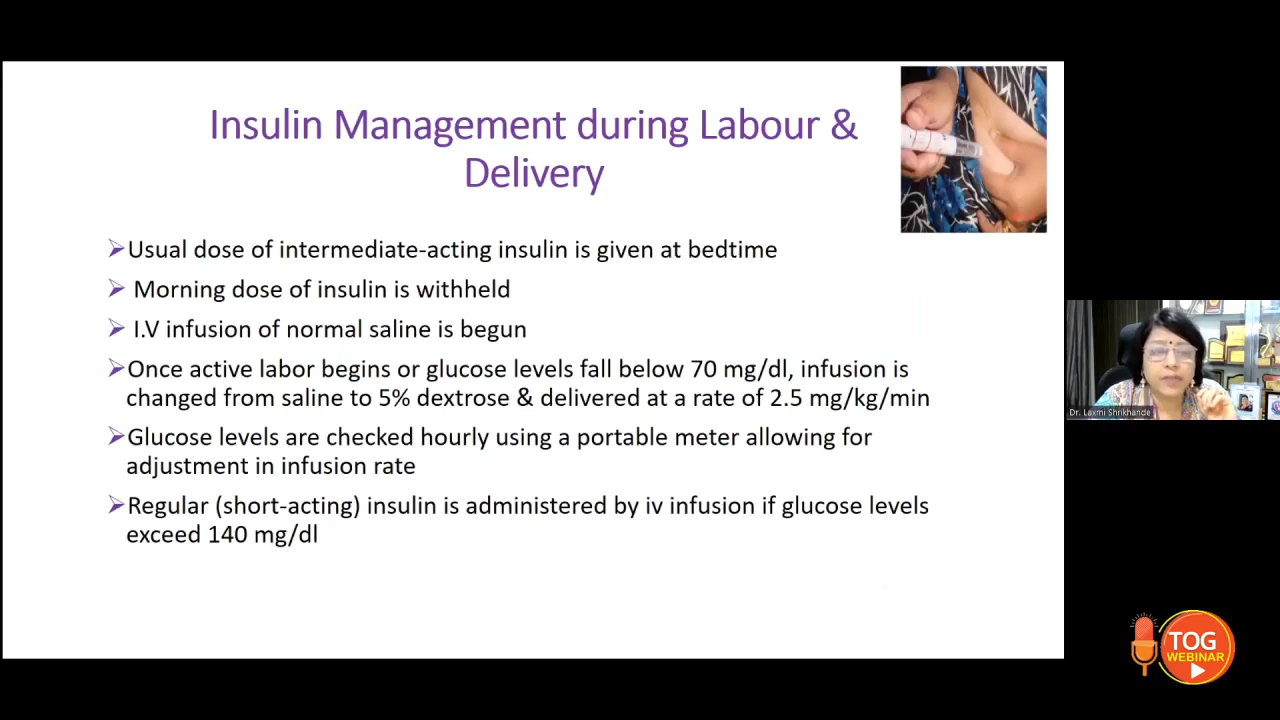 Insulin Management during Labour &
Delivery
➢Usual dose of intermediate-acting insulin is given at bedtime
➢ Morning dose of insulin is withheld
➢ I.V infusion of normal saline is begun
➢Once active labor begins or glucose levels fall below 70 mg/dl, infusion is
changed from saline to 5% dextrose & delivered at a rate of 2.5 mg/kg/min
➢Glucose levels are checked hourly using a portable meter allowing for
adjustment in infusion rate
➢Regular (short-acting) insulin is administered by iv infusion if glucose levels
exceed 140 mg/dl
Dr. Laxmi Shrikhande
TOG
WEBINAR